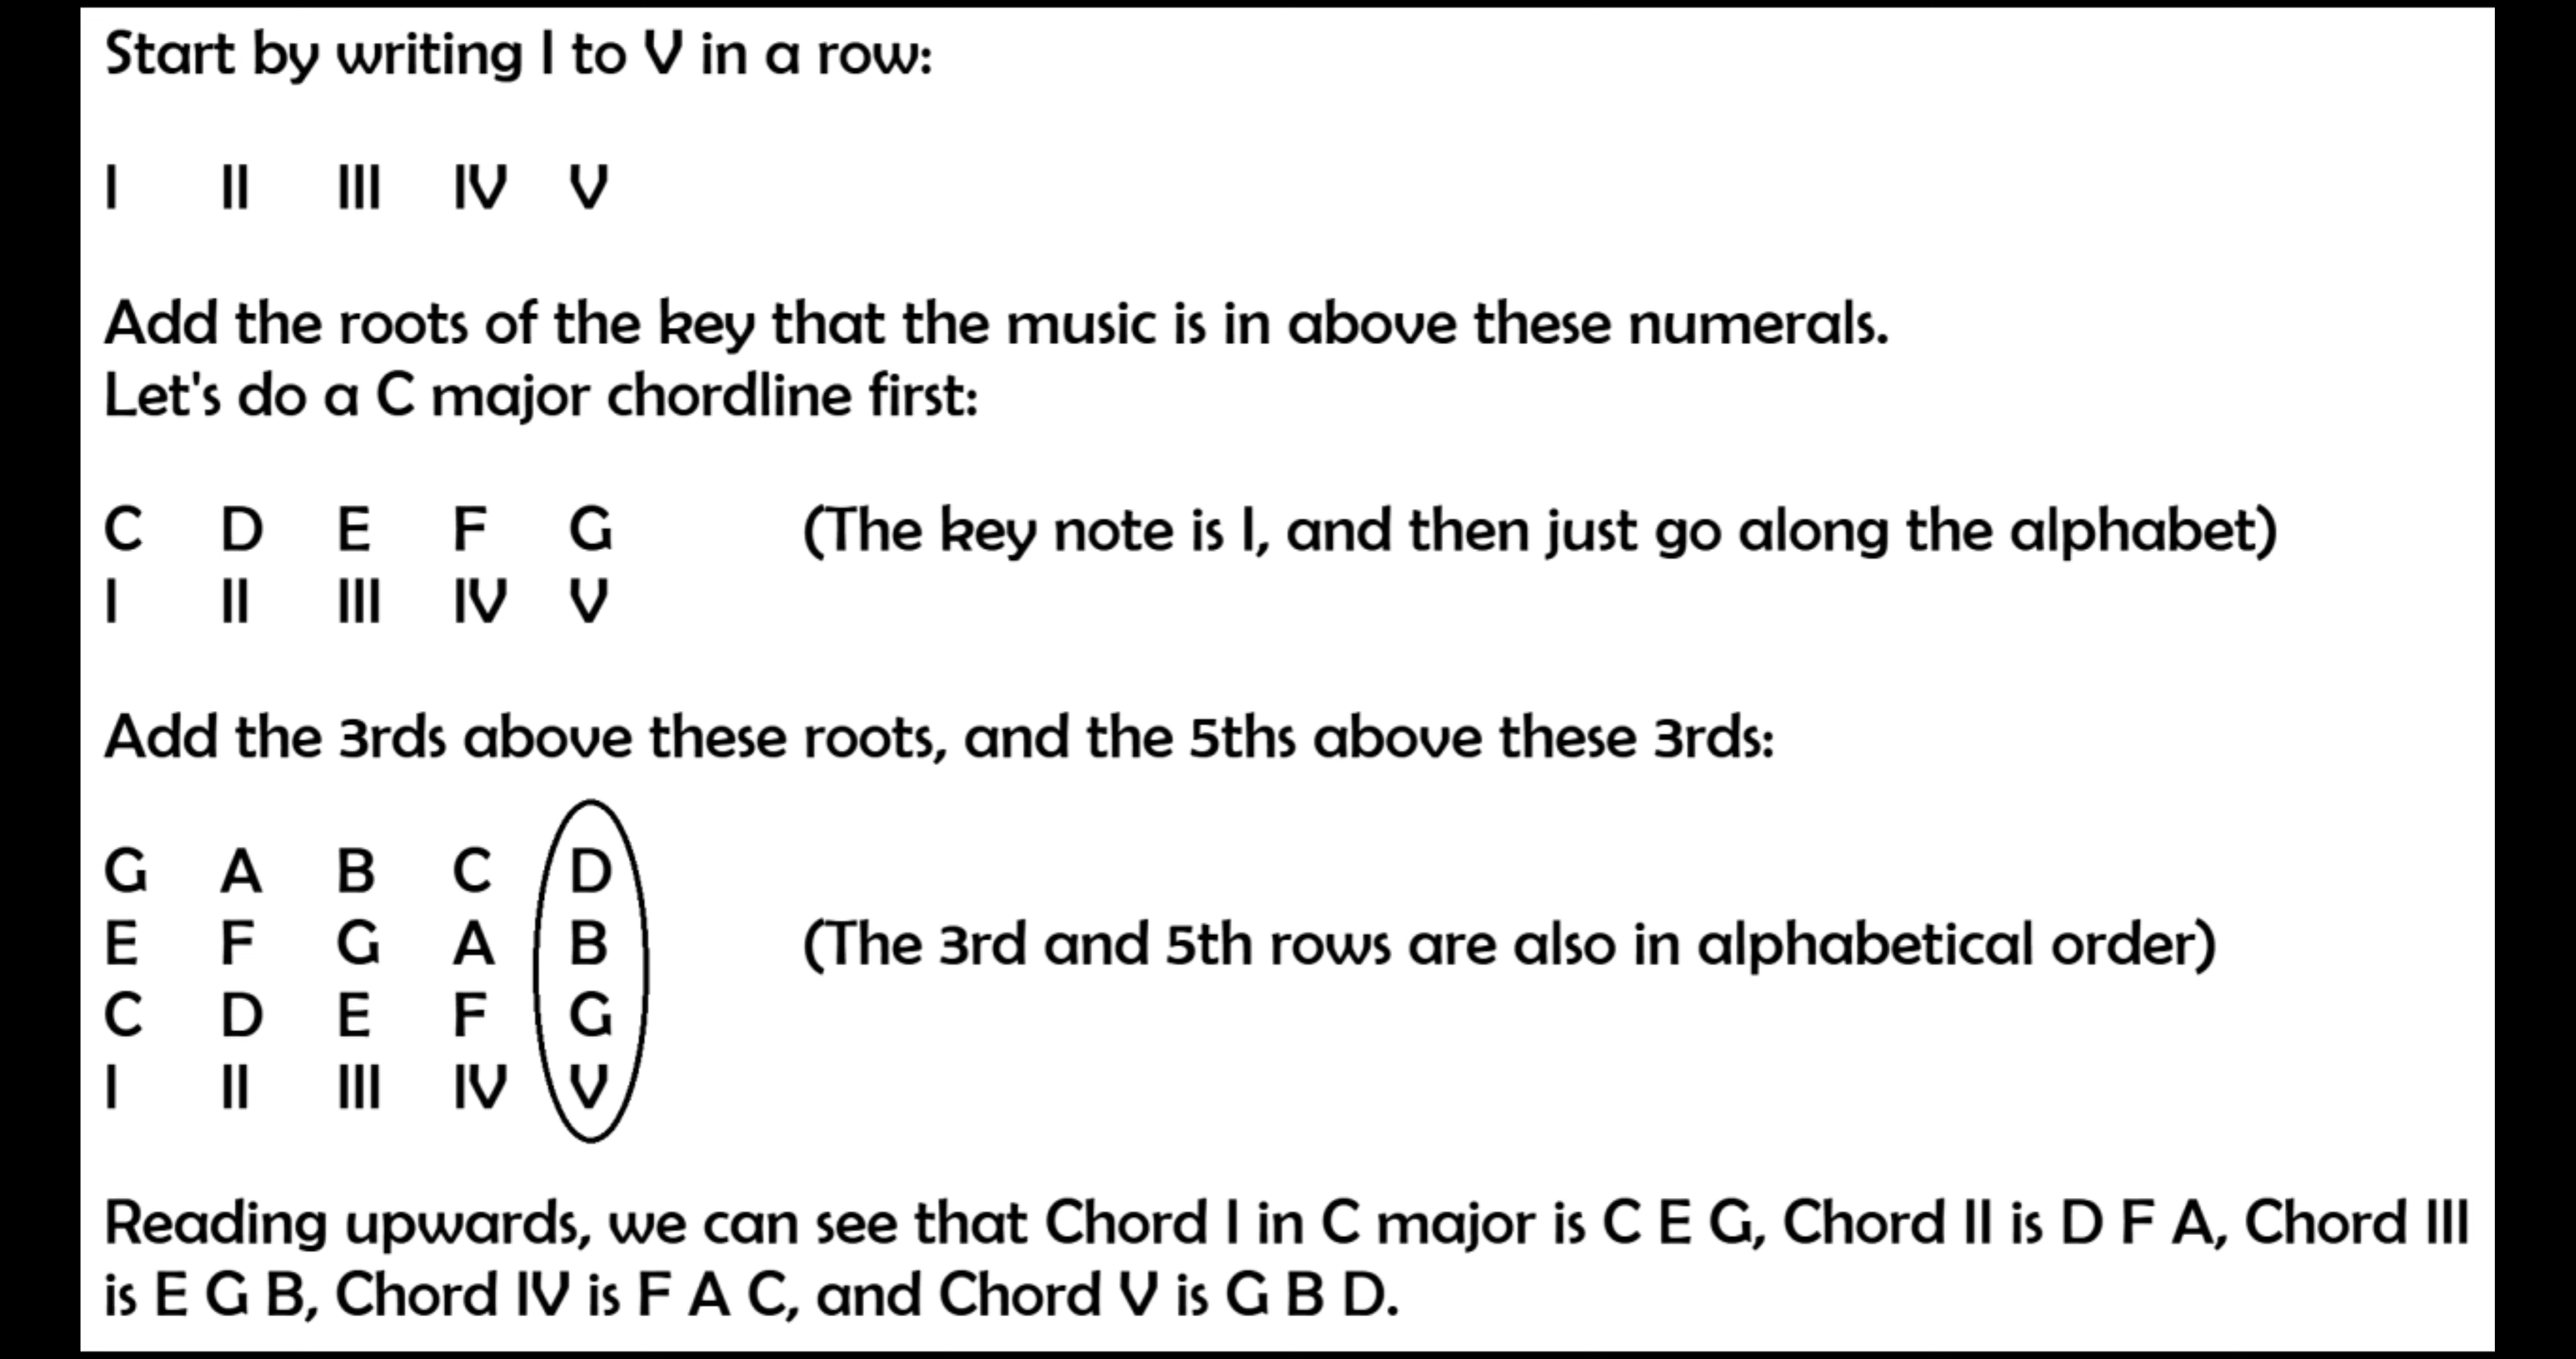 Start by writing I to V in a row:
I II III IV V
Add the roots of the key that the music is in above these numerals.
Let's do a C major chordline first:
C D E F G (The key note is I, and then just go along the alphabet)
I II III IV V
Add the 3rds above these roots, and the 5ths above these 3rds:
G A B C D
E F G A B (The 3rd and 5th rows are also in alphabetical order)
C D E F G
I II III IV V
Reading upwards, we can see that Chord I in C major is C E G, Chord II is D F A, Chord III
is E G B, Chord IV is F A C, and Chord V is G B D.